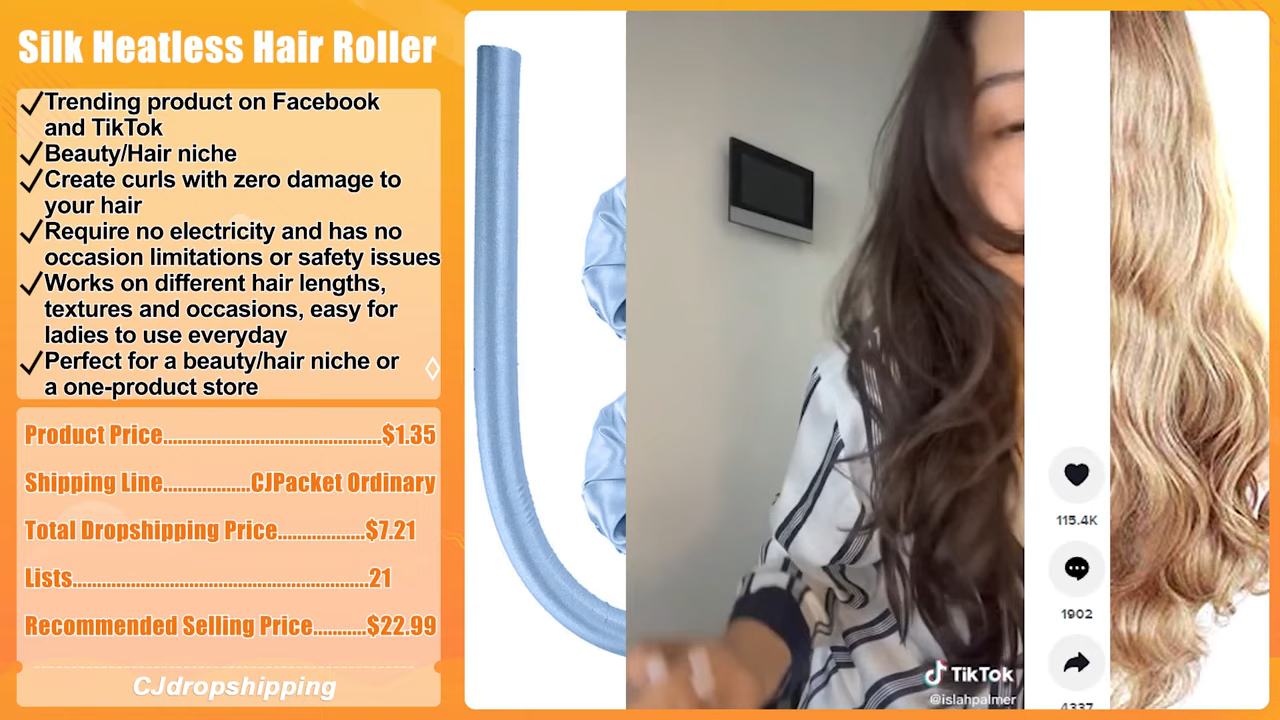 Silk Heatless Hair Roller
Trending product on Facebook
and TikTok
Beauty/Hair niche
Create curls with zero damage to
your hair
Require no electricity and has no
occasion limitations or safety issues
Works on different hair lengths,
textures and occasions, easy for
ladies to use everyday
Perfect for a beauty/hair niche or
a one-product store
Product Price..............................................$1.35
Shipping Line..................CJPacket Ordinary
Total Dropshipping Price...................$7.21
Lists...............................................................21
Recommended Selling Price...........$22.99
CJdropshipping
115.4K
1902
4337
TikTok
@islahpalmer